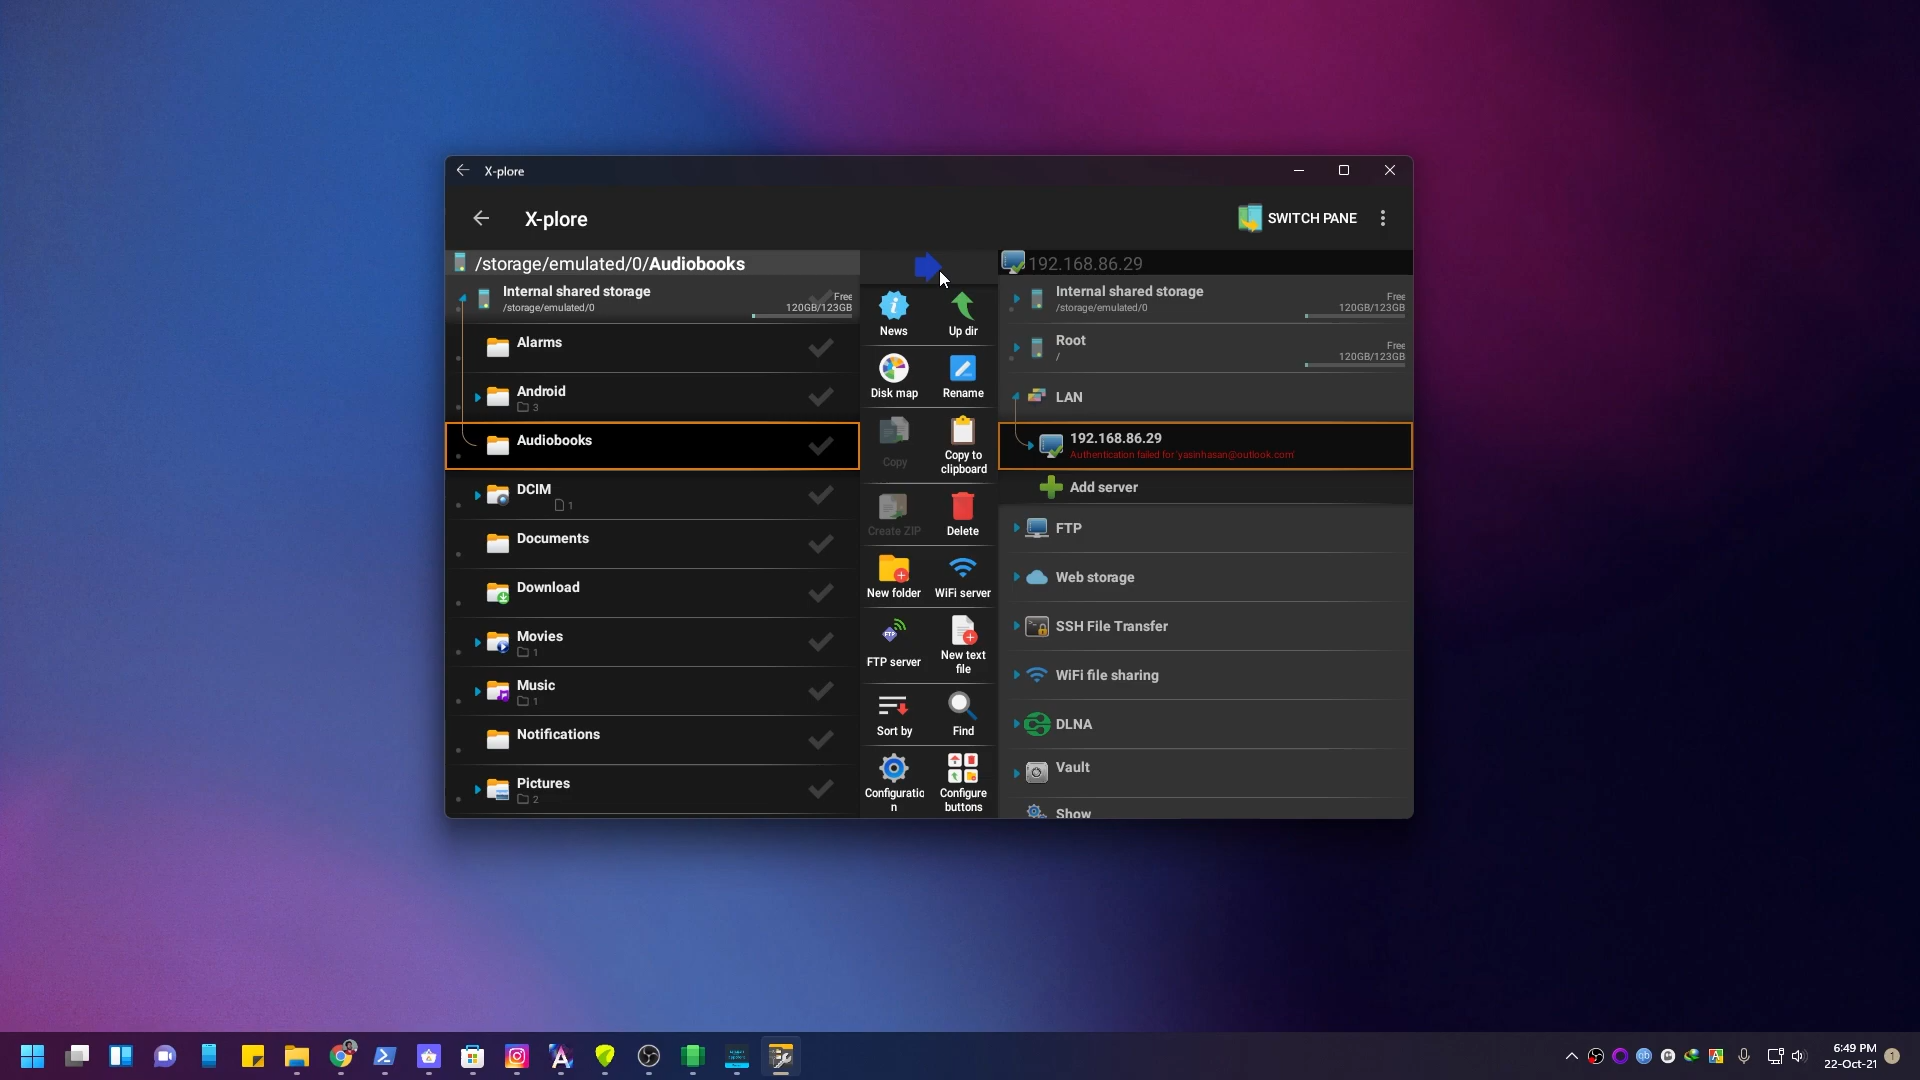 X-plore
X-plore
SWITCH PANE
/storage/emulated/0/Audiobooks
Internal shared storage
/storage/emulated/0
Free
120GB/123GB
Alarms
Android
3
Audiobooks
DCIM
1
Documents
Download
Movies
1
Music
1
Notifications
Pictures
2
News
Up dir
Disk map
Rename
Copy
Copy to
clipboard
Create ZIP
Delete
New folder
WiFi server
FTP
FTP server
New text
file
Sort by
Find
Configuratio
n
Configure
buttons
192.168.86.29
Internal shared storage
/storage/emulated/0
Free
120GB/123GB
Root
/
Free
120GB/123GB
LAN
192.168.86.29
Authentication failed for 'yasinhasan@outlook.com'
Add server
FTP
Web storage
SSH File Transfer
WiFi file sharing
DLNA
Vault
Show
6:49 PM
22-Oct-21
1